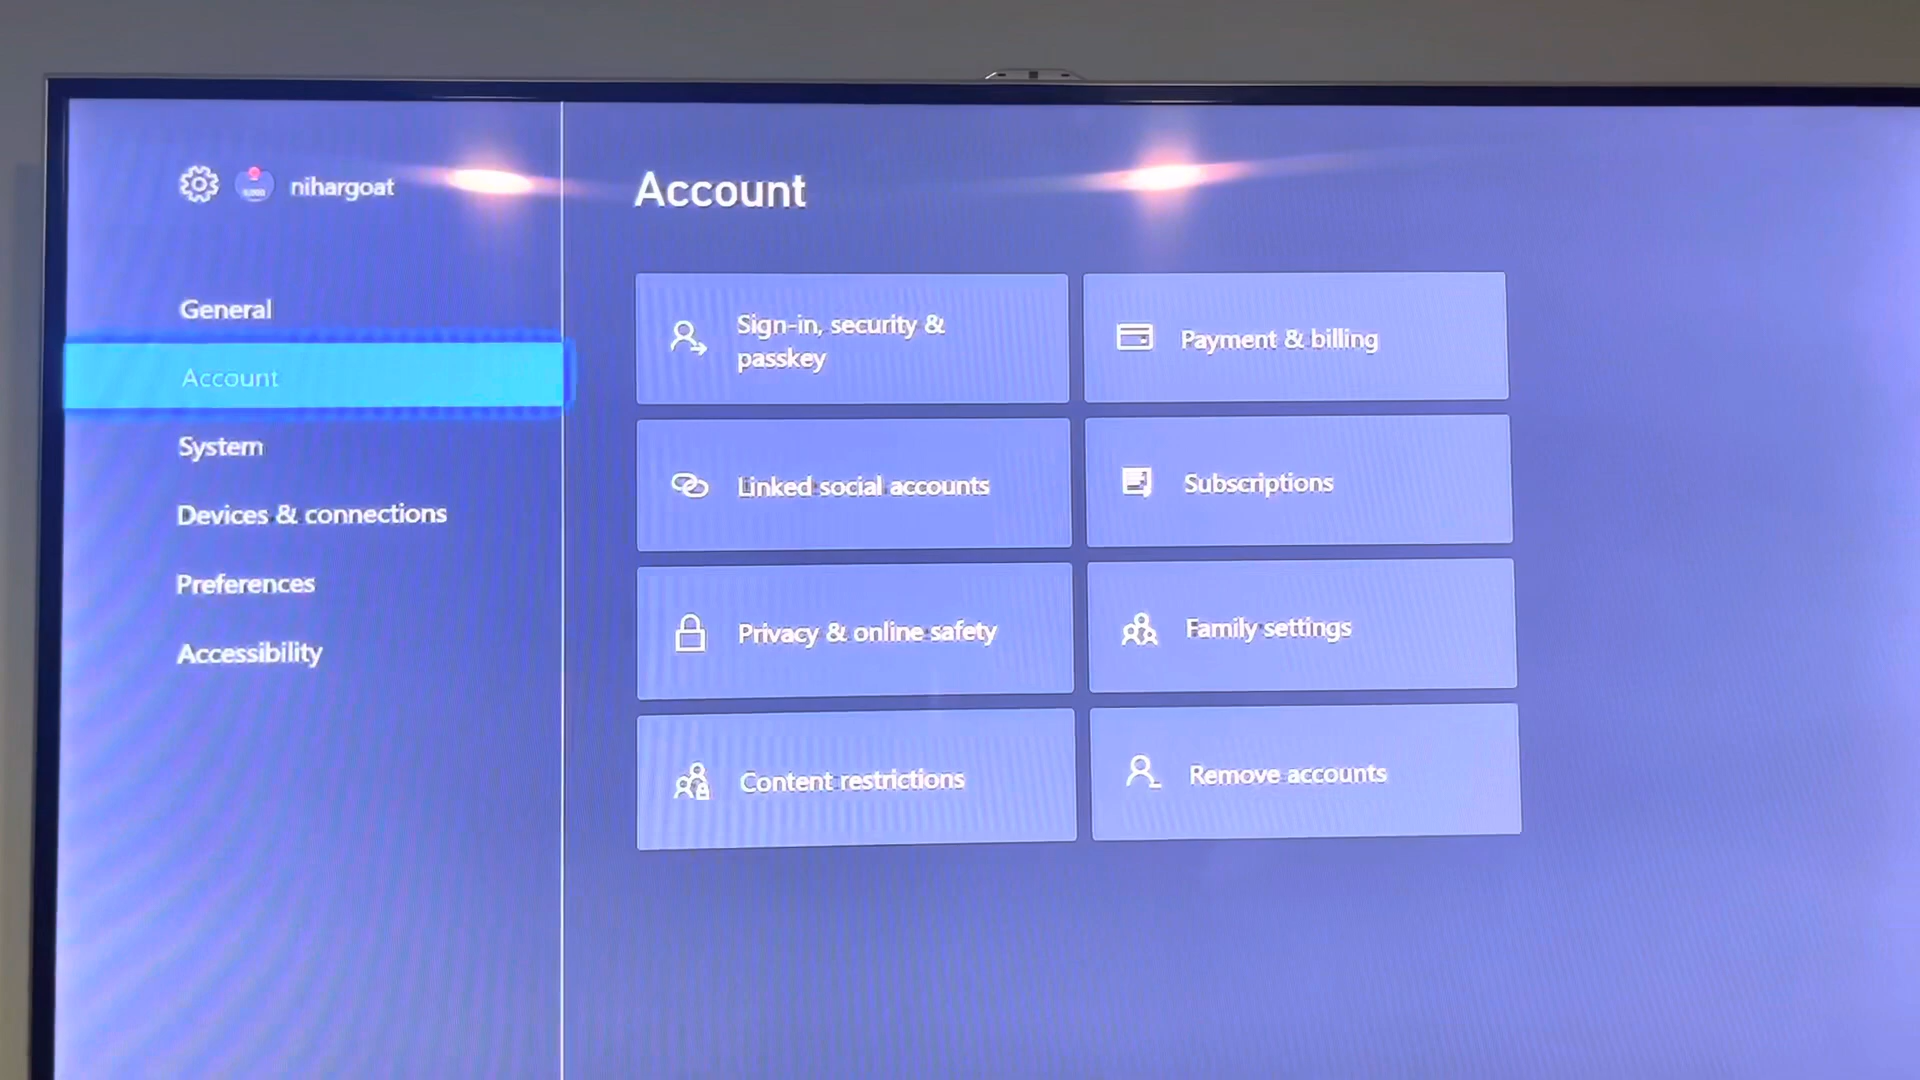 nihargoat
General
Account
System
Devices & connections
Preferences
Accessibility
Account
Sign-in, security &
passkey
Payment & billing
Linked social accounts
Subscriptions
Privacy & online safety
Family settings
Content restrictions
Remove accounts